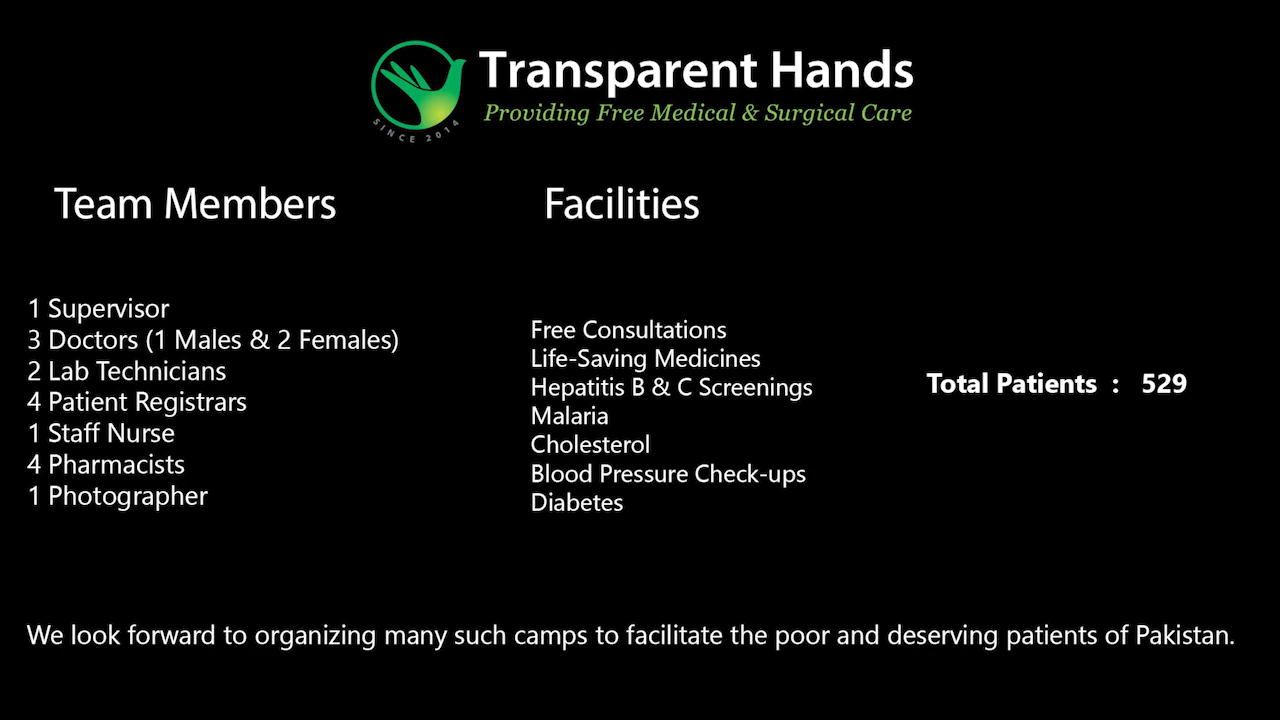 Transparent Hands
Providing Free Medical & Surgical Care
SINCE 2014
Team Members
1 Supervisor
3 Doctors (1 Males & 2 Females)
2 Lab Technicians
4 Patient Registrars
1 Staff Nurse
4 Pharmacists
1 Photographer
Facilities
Free Consultations
Life-Saving Medicines
Hepatitis B & C Screenings
Malaria
Cholesterol
Blood Pressure Check-ups
Diabetes
Total Patients : 529
We look forward to organizing many such camps to facilitate the poor and deserving patients of Pakistan.